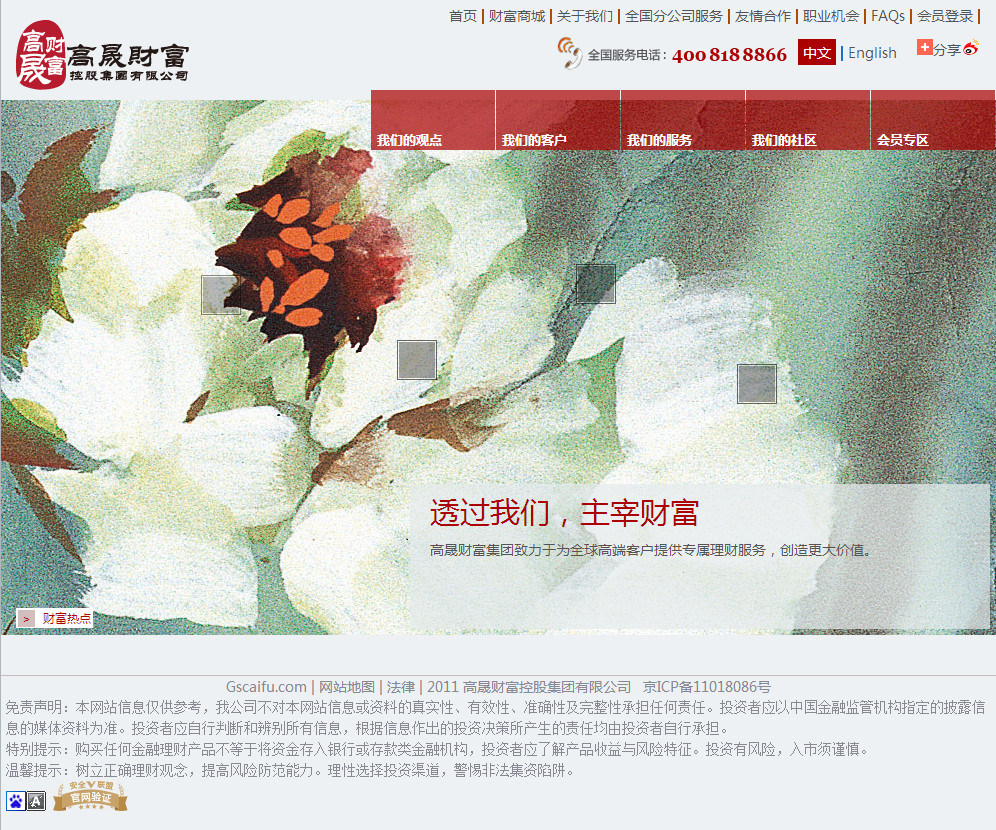 首页 | 财富商城 | 关于我们 | 全国分公司服务 | 友情合作 | 职业机会 | FAQs | 会员登录 |
高晟财富
高晟財富
控股集團有限公司
全国服务电话：400 818 8866 中文 | English 分享
我们的观点 我们的客户 我们的服务 我们的社区 会员专区
透过我们，主宰财富
高晟财富集团致力于为全球高端客户提供专属理财服务，创造更大价值。
> 财富热点
Gscaifu.com | 网站地图 | 法律 | 2011 高晟财富控股集团有限公司 京ICP备11018086号
免责声明：本网站信息仅供参考，我公司不对本网站信息或资料的真实性、有效性、准确性及完整性承担任何责任。投资者应以中国金融监管机构指定的披露信
息的媒体资料为准。投资者应自行判断和辨别所有信息，根据信息作出的投资决策所产生的责任均由投资者自行承担。
特别提示：购买任何金融理财产品不等于将资金存入银行或存款类金融机构，投资者应了解产品收益与风险特征。投资有风险，入市须谨慎。
温馨提示：树立正确理财观念，提高风险防范能力。理性选择投资渠道，警惕非法集资陷阱。
A
安全V联盟
官网验证